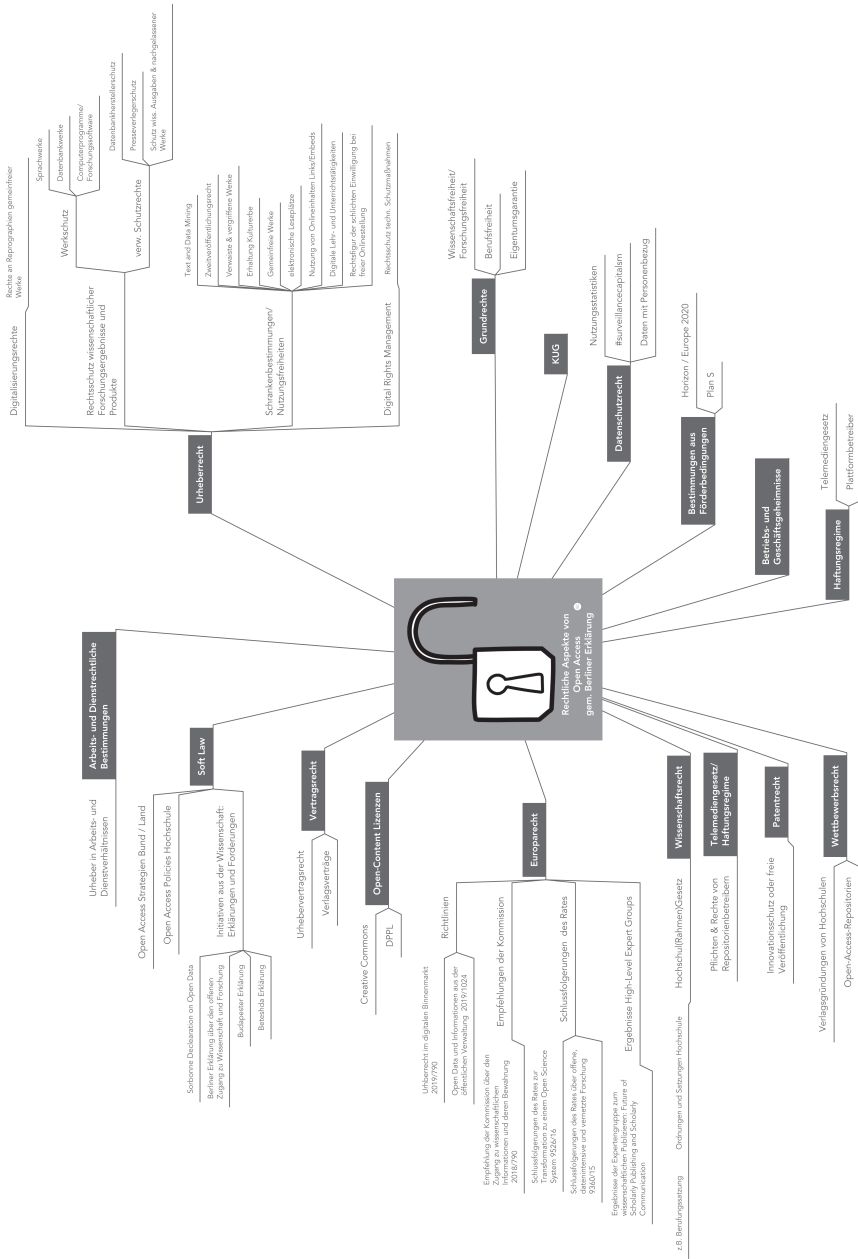 Rechtliche Aspekte von
Open Access
gem. Berliner Erklärung
Arbeits- und Dienstrechtliche
Bestimmungen
Urheber in Arbeits- und
Dienstverhältnissen
Soft Law
Open Access Strategien Bund / Land
Open Access Policies Hochschule
Initiativen aus der Wissenschaft:
Erklärungen und Forderungen
Sorbonne Declearation on Open Data
Berliner Erklärung über den offenen
Zugang zu Wissenschaft und Forschung
Budapester Erklärung
Beteshda Erklärung
Vertragsrecht
Urhebervertragsrecht
Verlagsverträge
Open-Content Lizenzen
Creative Commons
DPPL
Europarecht
Richtlinien
Urhberrecht im digitalen Binnenmarkt
2019/790
Open Data und Informationen aus der
öffentlichen Verwaltung 2019/1024
Empfehlungen der Kommission
Empfehlung der Kommission über den
Zugang zu wissenschaftlichen
Informationen und deren Bewahrung
2018/790
Schlussfolgerungen des Rates
Schlussfolgerungen des Rates zur
Transformation zu einem Open Science
System 9526/16
Schlussfolgerungen des Rates über offene,
datenintensive und vernetzte Forschung
9360/15
Ergebnisse High-Level Expert Groups
Ergebnisse der Expertengruppe zum
wissenschaftlichen Publizieren: Future of
Scholarly Publishing and Scholarly
Communication
Wissenschaftsrecht
Hochschul(Rahmen)Gesetz
Ordnungen und Satzungen Hochschule
z.B. Berufungssatzung
Telemediengesetz/
Haftungsregime
Pflichten & Rechte von
Repositorienbetreibern
Patentrecht
Innovationsschutz oder freie
Veröffentlichung
Wettbewerbsrecht
Verlagsgründungen von Hochschulen
Open-Access-Repositorien
Urheberrecht
Digitalisierungsrechte
Rechte an Reprographien gemeinfreier
Werke
Rechtsschutz wissenschaftlicher
Forschungsergebnisse und
Produkte
Werkschutz
Sprachwerke
Datenbankwerke
Computerprogramme/
Forschungssoftware
verw. Schutzrechte
Datenbankherstellerschutz
Presseverlegerschutz
Schutz wiss. Ausgaben & nachgelassener
Werke
Schrankenbestimmungen/
Nutzungsfreiheiten
Text and Data Mining
Zweitveröffentlichungsrecht
Verwaiste & vergriffene Werke
Erhaltung Kulturerbe
Gemeinfreie Werke
elektronische Leseplätze
Nutzung von Onlineinhalten Links/Embeds
Digitale Lehr- und Unterrichtstätigkeiten
Rechtsfigur der schlichten Einwilligung bei
freier Onlinestellung
Digital Rights Management
Rechtsschutz techn. Schutzmaßnahmen
Grundrechte
Wissenschaftsfreiheit/
Forschungsfreiheit
Berufsfreiheit
Eigentumsgarantie
KUG
Datenschutzrecht
Nutzungsstatistiken
#surveillancecapitalsm
Daten mit Personenbezug
Bestimmungen aus
Förderbedingungen
Horizon / Europe 2020
Plan S
Betriebs- und
Geschäftsgeheimnisse
Haftungsregime
Telemediengesetz
Plattformbetreiber